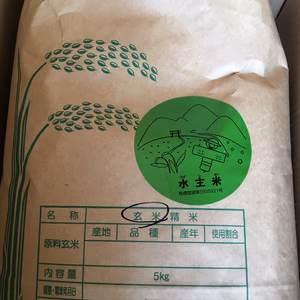 水主米
名称 玄米 精米
原料玄米 産地 品種 産年 使用割合
内容量 5kg